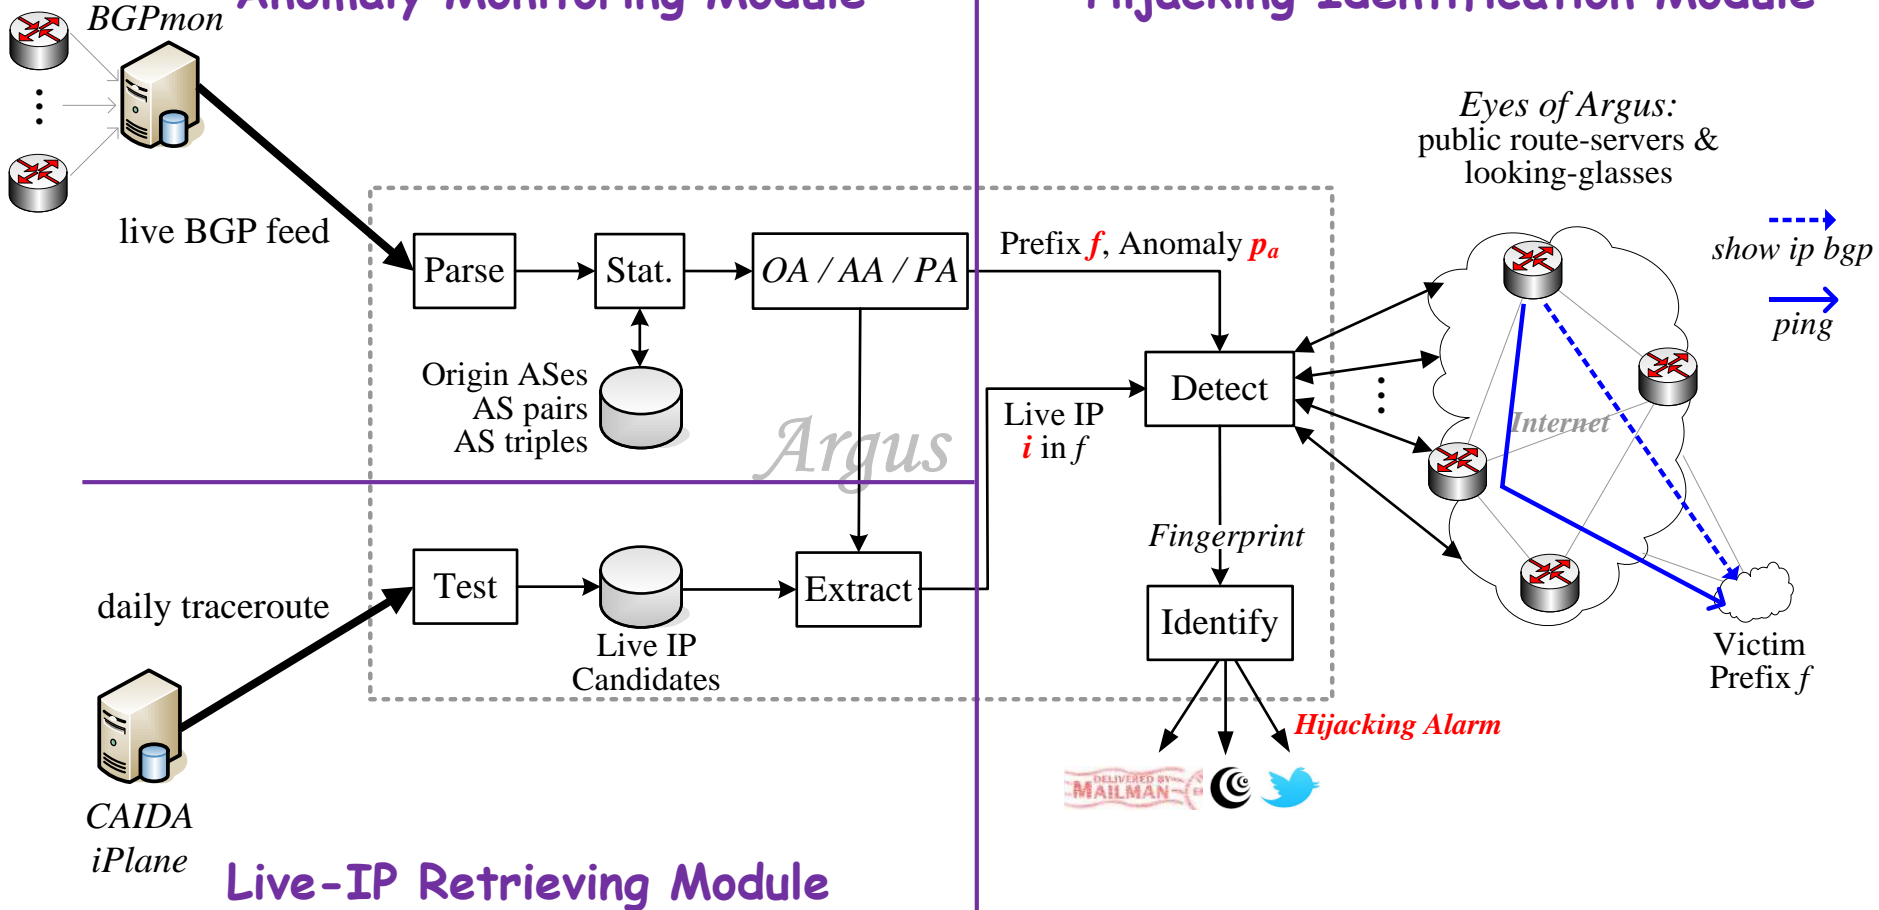 Anomaly Monitoring Module
Hijacking Identification Module
BGPmon
live BGP feed
Parse
Stat.
OA / AA / PA
Origin ASes
AS pairs
AS triples
Argus
Prefix f, Anomaly pa
Live IP
i in f
Detect
Fingerprint
Identify
Hijacking Alarm
DELIVERED BY
MAILMAN
Eyes of Argus:
public route-servers &
looking-glasses
show ip bgp
ping
Internet
Victim
Prefix f
daily traceroute
Test
Live IP
Candidates
Extract
CAIDA
iPlane
Live-IP Retrieving Module